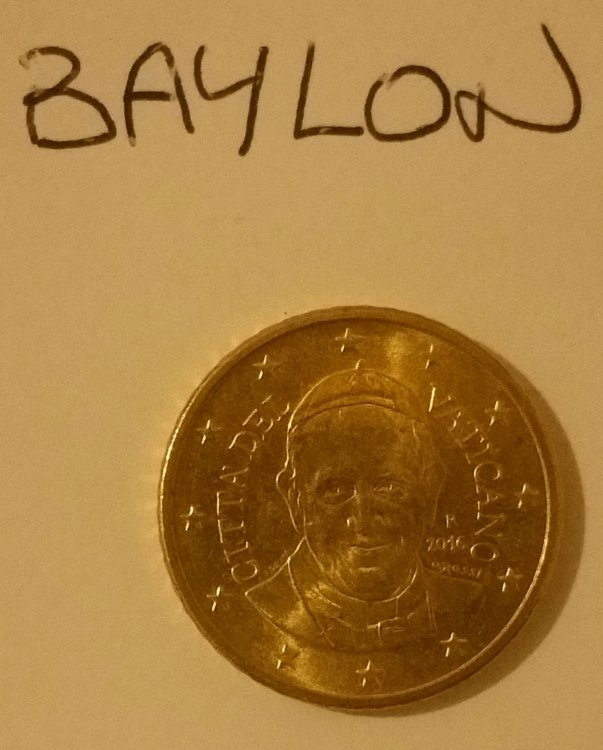 BAYLON
CITTA' DEL VATICANO
R
2016